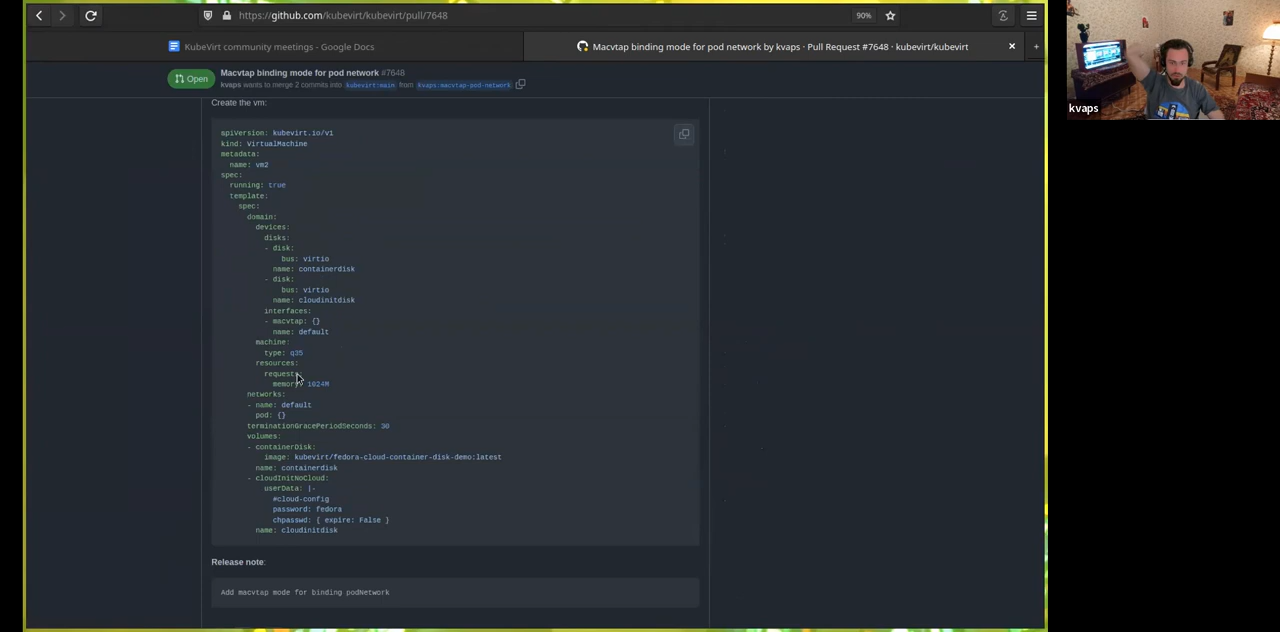 https://github.com/kubevirt/kubevirt/pull/7648
90%
KubeVirt community meetings - Google Docs
Macvtap binding mode for pod network by kvaps · Pull Request #7648 · kubevirt/kubevirt
Open
Macvtap binding mode for pod network #7648
kvaps wants to merge 2 commits into kubevirt:main from kvaps:macvtap-pod-network
Create the vm:
apiVersion: kubevirt.io/v1
kind: VirtualMachine
metadata:
  name: vm2
spec:
  running: true
  template:
    spec:
      domain:
        devices:
          disks:
          - disk:
              bus: virtio
            name: containerdisk
          - disk:
              bus: virtio
            name: cloudinitdisk
          interfaces:
          - macvtap: {}
            name: default
        machine:
          type: q35
        resources:
          requests:
            memory: 1024M
      networks:
      - name: default
        pod: {}
      terminationGracePeriodSeconds: 30
      volumes:
      - containerDisk:
          image: kubevirt/fedora-cloud-container-disk-demo:latest
        name: containerdisk
      - cloudInitNoCloud:
          userData: |-
            #cloud-config
            password: fedora
            chpasswd: { expire: False }
        name: cloudinitdisk
Release note:
Add macvtap mode for binding podNetwork
kvaps